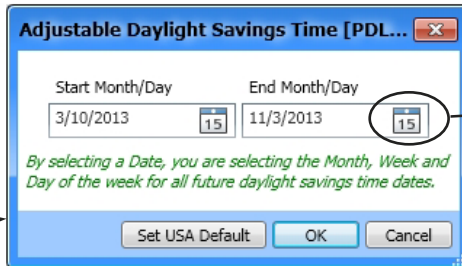 Adjustable Daylight Savings Time [PDL...
Start Month/Day End Month/Day
3/10/2013 15 11/3/2013 15
By selecting a Date, you are selecting the Month, Week and
Day of the week for all future daylight savings time dates.
Set USA Default OK Cancel